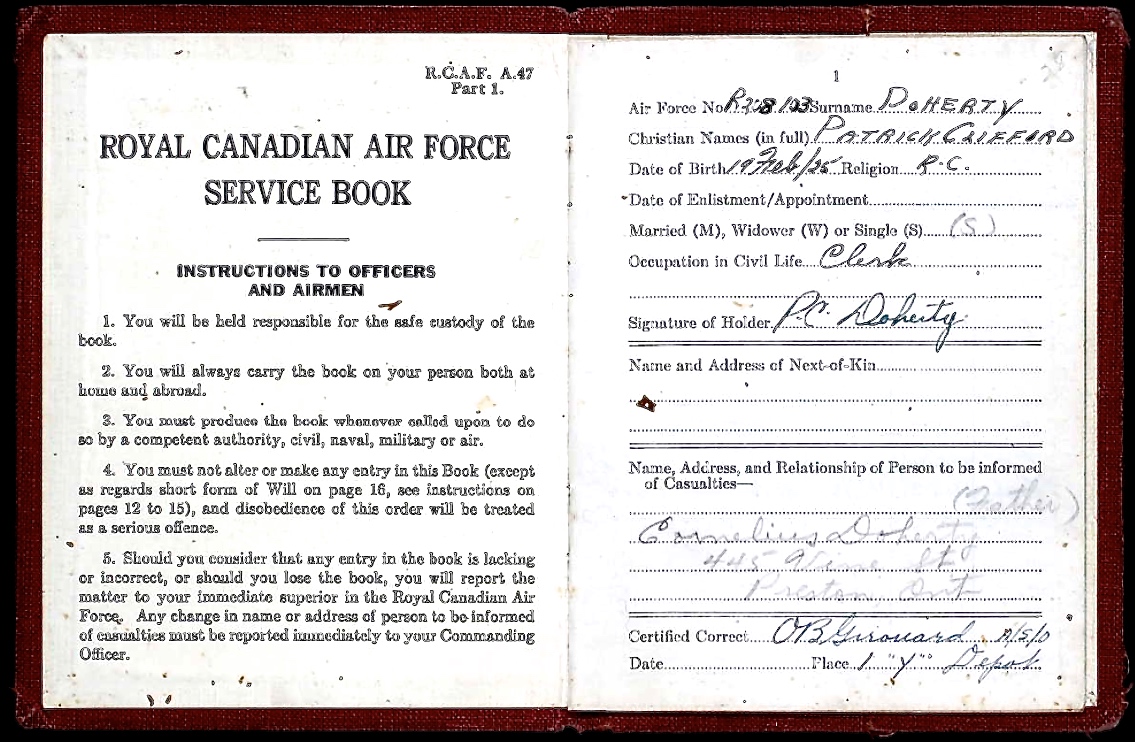 R.C.A.F. A.47
Part 1.
ROYAL CANADIAN AIR FORCE
SERVICE BOOK
INSTRUCTIONS TO OFFICERS
AND AIRMEN
1. You will be held responsible for the safe custody of the
book.
2. You will always carry the book on your person both at
home and abroad.
3. You must produce the book whenever called upon to do
so by a competent authority, civil, naval, military or air.
4. You must not alter or make any entry in this Book (except
as regards short form of Will on page 16, see instructions on
pages 12 to 15), and disobedience of this order will be treated
as a serious offence.
5. Should you consider that any entry in the book is lacking
or incorrect, or should you lose the book, you will report the
matter to your immediate superior in the Royal Canadian Air
Force. Any change in name or address of person to be informed
of casualties must be reported immediately to your Commanding
Officer.
1
Air Force No. Surname DOHERTY
Christian Names (in full) PATRICK CLIFFORD
Date of Birth 19 Feb/25 Religion R.C.
Date of Enlistment/Appointment
Married (M), Widower (W) or Single (S) (S)
Occupation in Civil Life Clerk
Signature of Holder P.C. Doherty
Name and Address of Next-of-Kin
Name, Address, and Relationship of Person to be informed
of Casualties—
(Father)
Cornelius Doherty
445 Vine St
Preston Ont
Certified Correct OB Girouard
Date Place 1 "Y" Depot